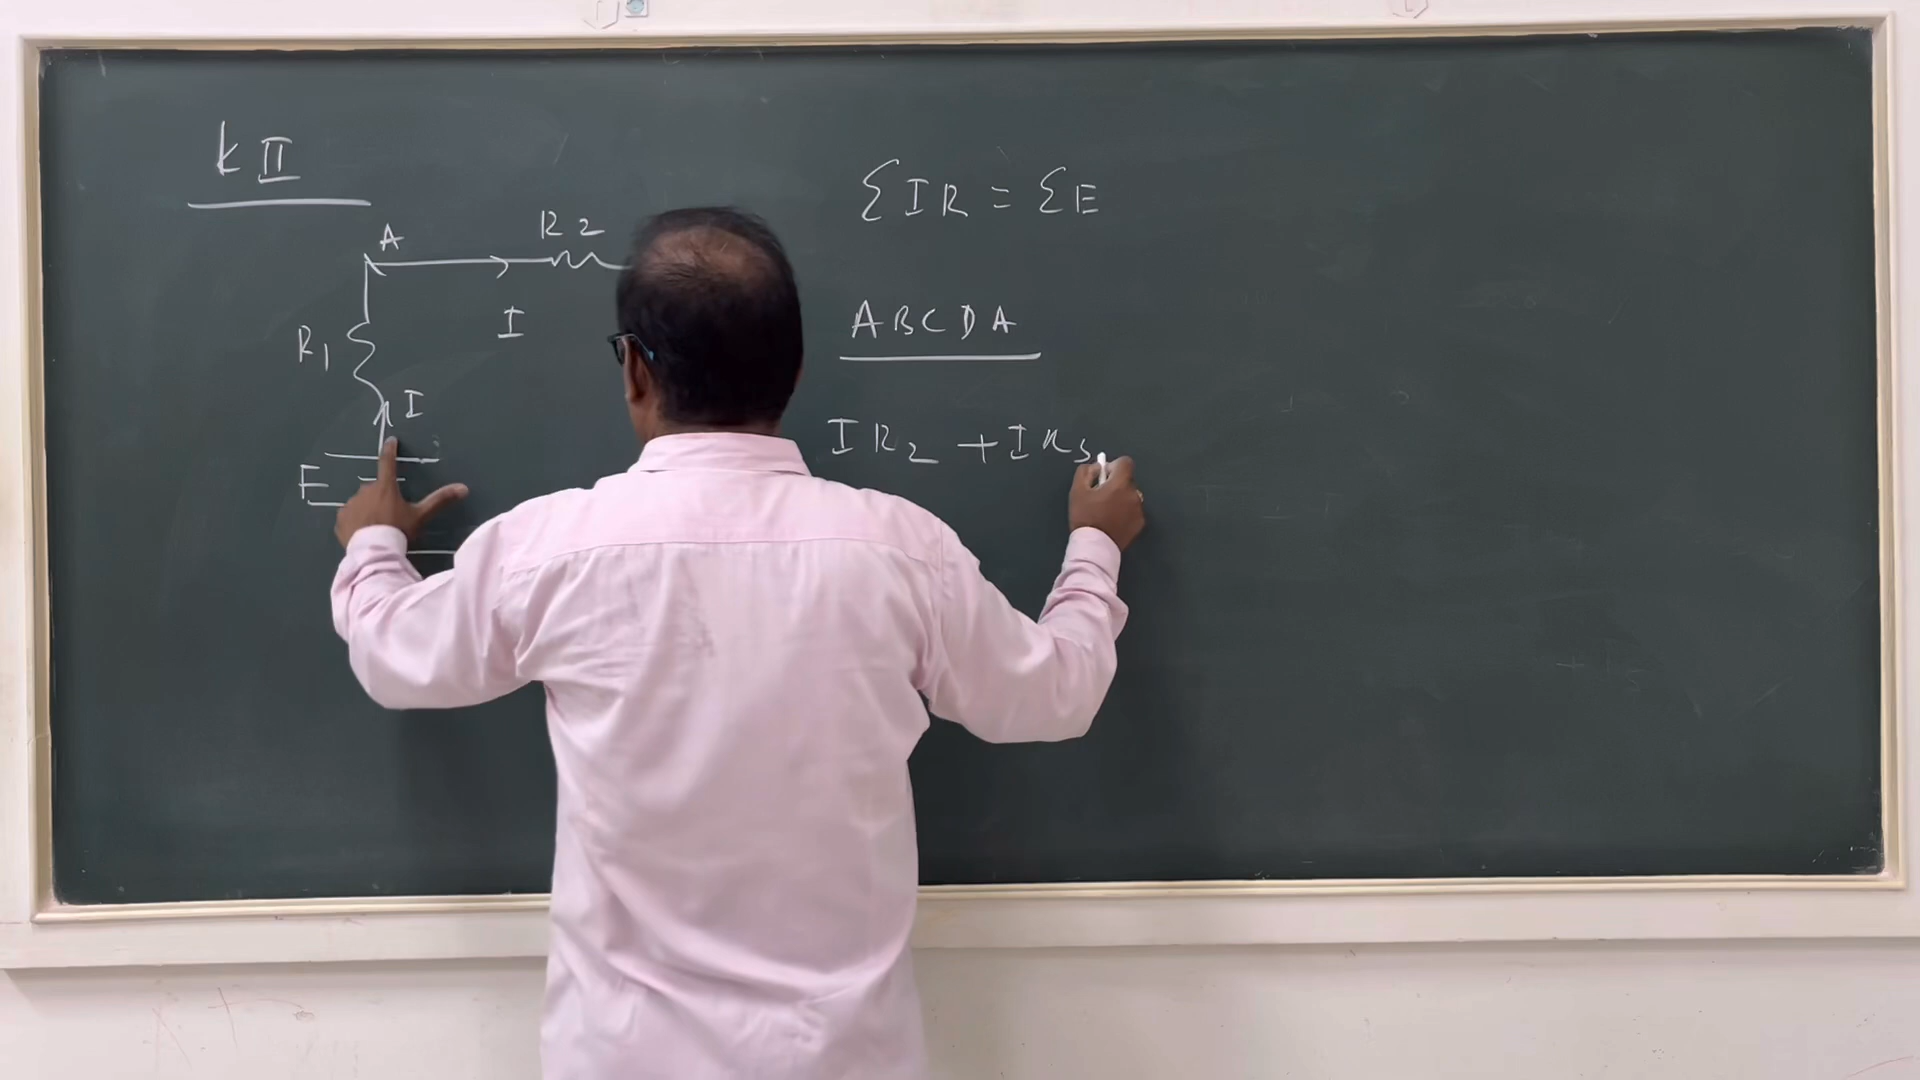 K II
ΣIR = ΣE
A
R2
I
R1
I
E
ABCDA
IR2 + IR3